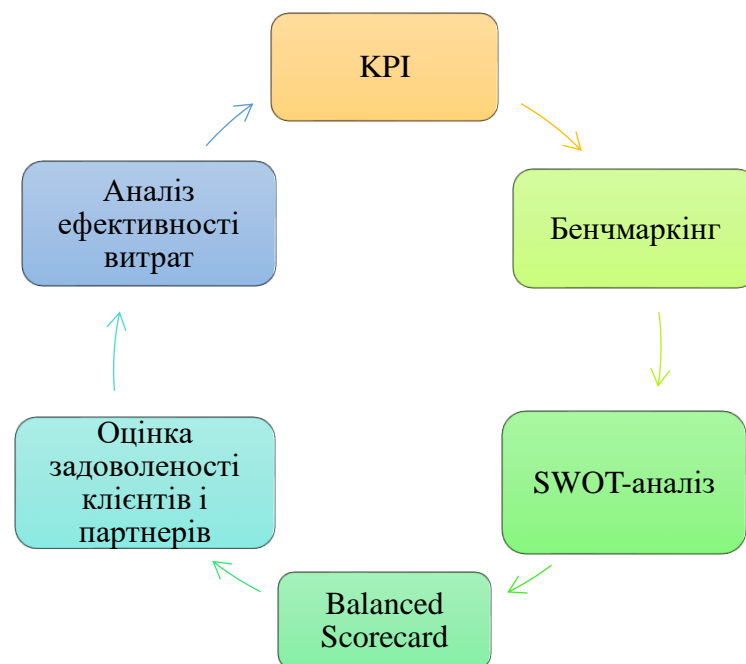 KPI
Бенчмаркінг
SWOT-аналіз
Balanced
Scorecard
Оцінка
задоволеності
клієнтів і
партнерів
Аналіз
ефективності
витрат